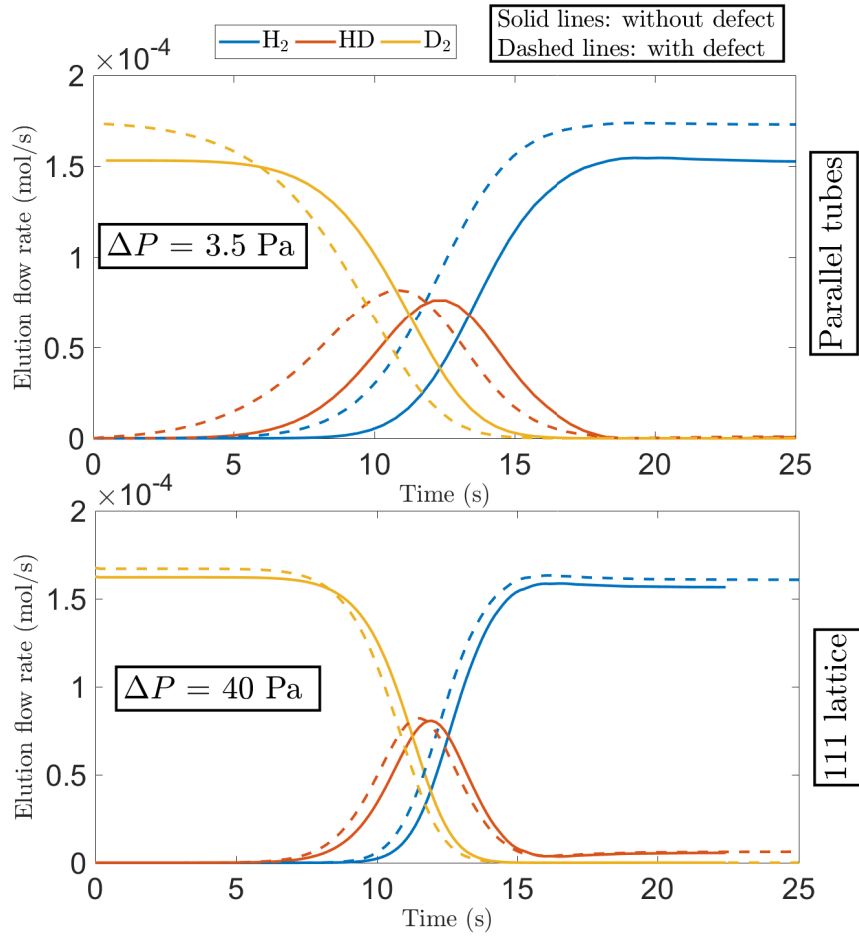 Solid lines: without defect
Dashed lines: with defect
H₂ HD D₂
×10⁻⁴
2
1.5
1
0.5
0
Elution flow rate (mol/s)
ΔP = 3.5 Pa
Parallel tubes
0 5 10 15 20 25
Time (s)
×10⁻⁴
2
1.5
1
0.5
0
Elution flow rate (mol/s)
ΔP = 40 Pa
111 lattice
0 5 10 15 20 25
Time (s)